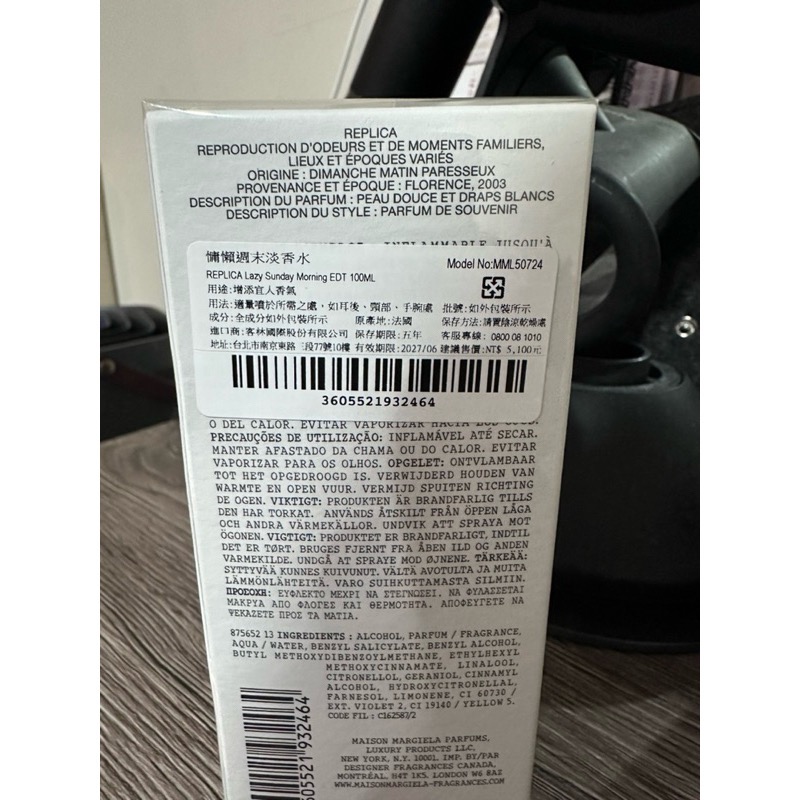 REPLICA
REPRODUCTION D'ODEURS ET DE MOMENTS FAMILIERS,
LIEUX ET ÉPOQUES VARIÉS
ORIGINE : DIMANCHE MATIN PARESSEUX
PROVENANCE ET ÉPOQUE : FLORENCE, 2003
DESCRIPTION DU PARFUM : PEAU DOUCE ET DRAPS BLANCS
DESCRIPTION DU STYLE : PARFUM DE SOUVENIR
INFLAMMABLE JUSQU'À
慵懶週末淡香水 Model No:MML50724
REPLICA Lazy Sunday Morning EDT 100ML
用途:增添宜人香氣
用法:適量噴於所需之處，如耳後、頸部、手腕處 批號:如外包裝所示
成分:全成分如外包裝所示 原產地:法國 保存方法:請置陰涼乾燥處
進口商:客林國際股份有限公司 保存期限:五年 客服專線: 0800 08 1010
地址:台北市南京東路三段77號10樓 有效期限:2027/06 建議售價:NT$ 5,100元
3605521932464
O DEL CALOR. EVITAR VAPORIZAR HACIA LOS OJOS.
PRECAUÇÕES DE UTILIZAÇÃO: INFLAMÁVEL ATÉ SECAR.
MANTER AFASTADO DA CHAMA OU DO CALOR. EVITAR
VAPORIZAR PARA OS OLHOS. OPGELET: ONTVLAMBAAR
TOT HET OPGEDROOGD IS. VERWIJDERD HOUDEN VAN
WARMTE EN OPEN VUUR. VERMIJD SPUITEN RICHTING
DE OGEN. VIKTIGT: PRODUKTEN ÄR BRANDFARLIG TILLS
DEN HAR TORKAT. ANVÄNDS ÅTSKILT FRÅN ÖPPEN LÅGA
OCH ANDRA VÄRMEKÄLLOR. UNDVIK ATT SPRAYA MOT
ÖGONEN. VIGTIGT: PRODUKTET ER BRANDFARLIGT, INDTIL
DET ER TØRT. BRUGES FJERNT FRA ÅBEN ILD OG ANDEN
VARMEKILDE. UNDGÅ AT SPRAYE MOD ØJNENE. TÄRKEÄÄ:
SYTTYVÄÄ KUNNES KUIVUNUT. VÄLTÄ AVOTULTA JA MUITA
LÄMMÖNLÄHTEITÄ. VARO SUIHKUTTAMASTA SILMIIN.
ΠΡΟΣΟΧΗ: ΕΥΦΛΕΚΤΟ ΜΕΧΡΙ ΝΑ ΣΤΕΓΝΩΣΕΙ. ΝΑ ΦΥΛΑΣΣΕΤΑΙ
ΜΑΚΡΥΑ ΑΠΟ ΦΛΟΓΕΣ ΚΑΙ ΘΕΡΜΟΤΗΤΑ. ΑΠΟΦΕΥΓΕΤΕ ΝΑ
ΨΕΚΑΖΕΤΕ ΠΡΟΣ ΤΑ ΜΑΤΙΑ.
875652 13 INGREDIENTS : ALCOHOL, PARFUM / FRAGRANCE,
AQUA / WATER, BENZYL SALICYLATE, BENZYL ALCOHOL,
BUTYL METHOXYDIBENZOYLMETHANE, ETHYLHEXYL
METHOXYCINNAMATE, LINALOOL,
CITRONELLOL, GERANIOL, CINNAMYL
ALCOHOL, HYDROXYCITRONELLAL,
FARNESOL, LIMONENE, CI 60730 /
EXT. VIOLET 2, CI 19140 / YELLOW 5.
CODE FIL : C162587/2
605521 932464
MAISON MARGIELA PARFUMS,
LUXURY PRODUCTS LLC,
NEW YORK, N.Y. 10001. IMP. BY/PAR
DESIGNER FRAGRANCES CANADA,
MONTRÉAL, H4T 1K5. LONDON W6 8AZ
WWW.MAISONMARGIELA-FRAGRANCES.COM